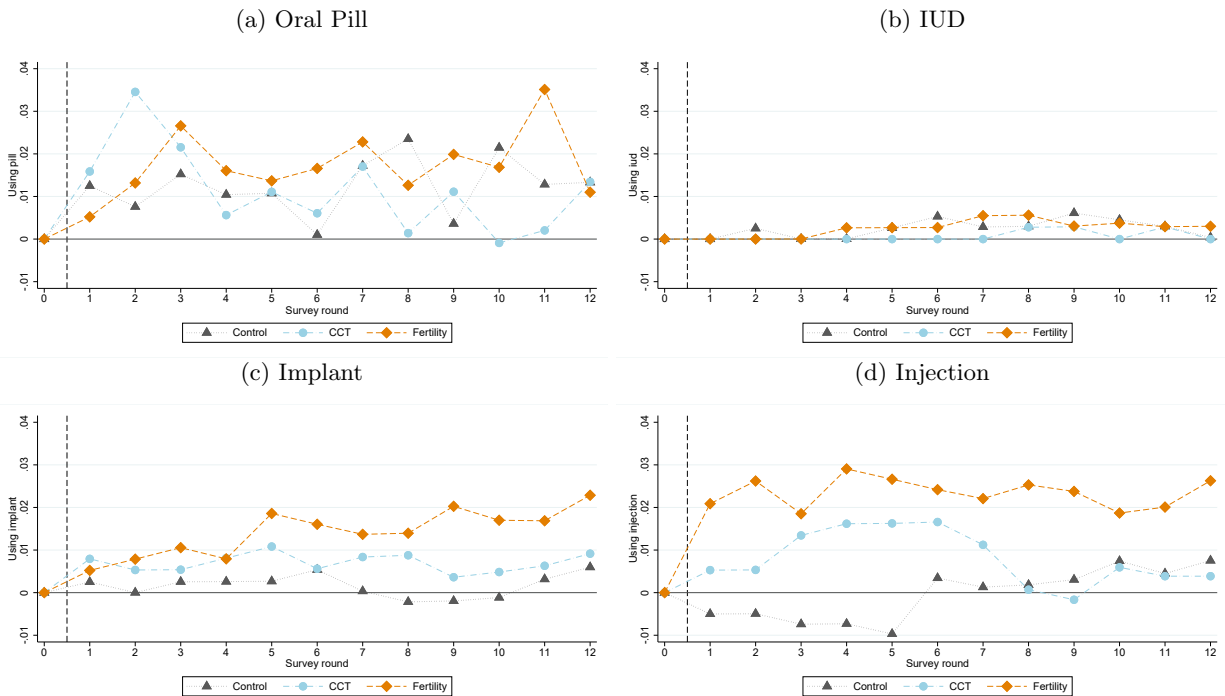 (a) Oral Pill
Using pill
-.01 0 .01 .02 .03 .04
0 1 2 3 4 5 6 7 8 9 10 11 12
Survey round
Control CCT Fertility
(b) IUD
Using iud
-.01 0 .01 .02 .03 .04
0 1 2 3 4 5 6 7 8 9 10 11 12
Survey round
Control CCT Fertility
(c) Implant
Using implant
-.01 0 .01 .02 .03 .04
0 1 2 3 4 5 6 7 8 9 10 11 12
Survey round
Control CCT Fertility
(d) Injection
Using injection
-.01 0 .01 .02 .03 .04
0 1 2 3 4 5 6 7 8 9 10 11 12
Survey round
Control CCT Fertility